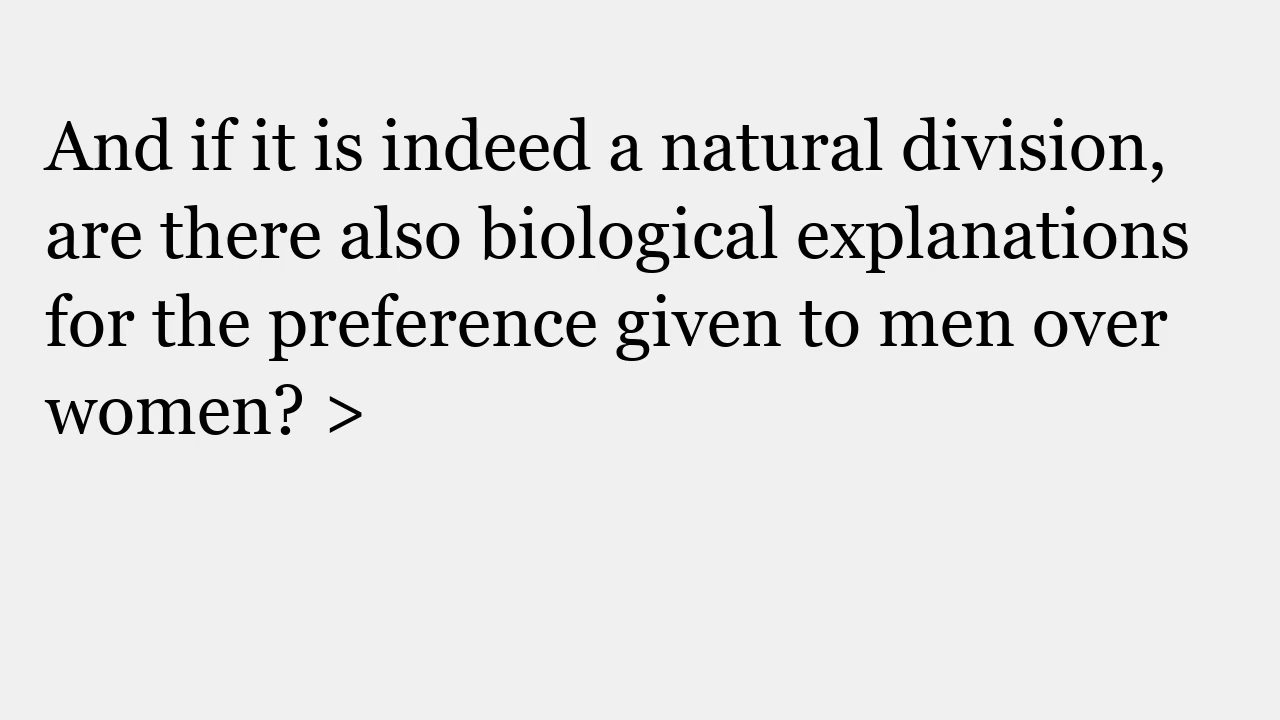 And if it is indeed a natural division,
are there also biological explanations
for the preference given to men over
women? >